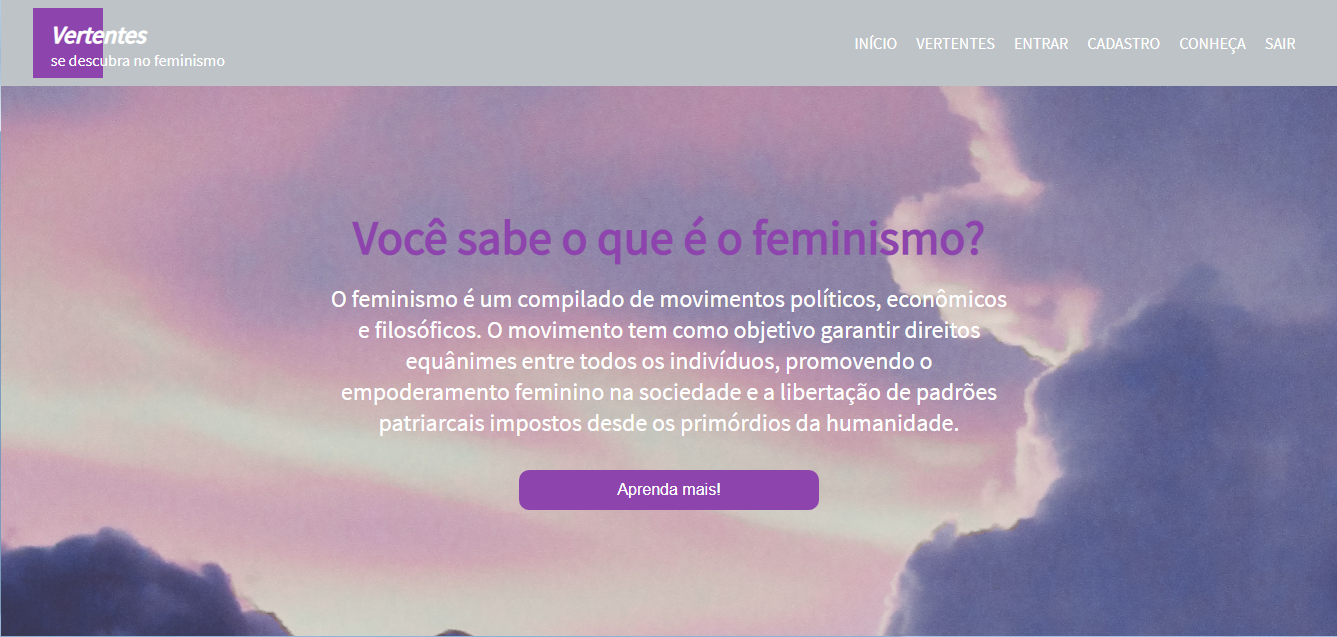 Vertentes
se descubra no feminismo
INÍCIO VERTENTES ENTRAR CADASTRO CONHEÇA SAIR
Você sabe o que é o feminismo?
O feminismo é um compilado de movimentos políticos, econômicos
e filosóficos. O movimento tem como objetivo garantir direitos
equânimes entre todos os indivíduos, promovendo o
empoderamento feminino na sociedade e a libertação de padrões
patriarcais impostos desde os primórdios da humanidade.
Aprenda mais!